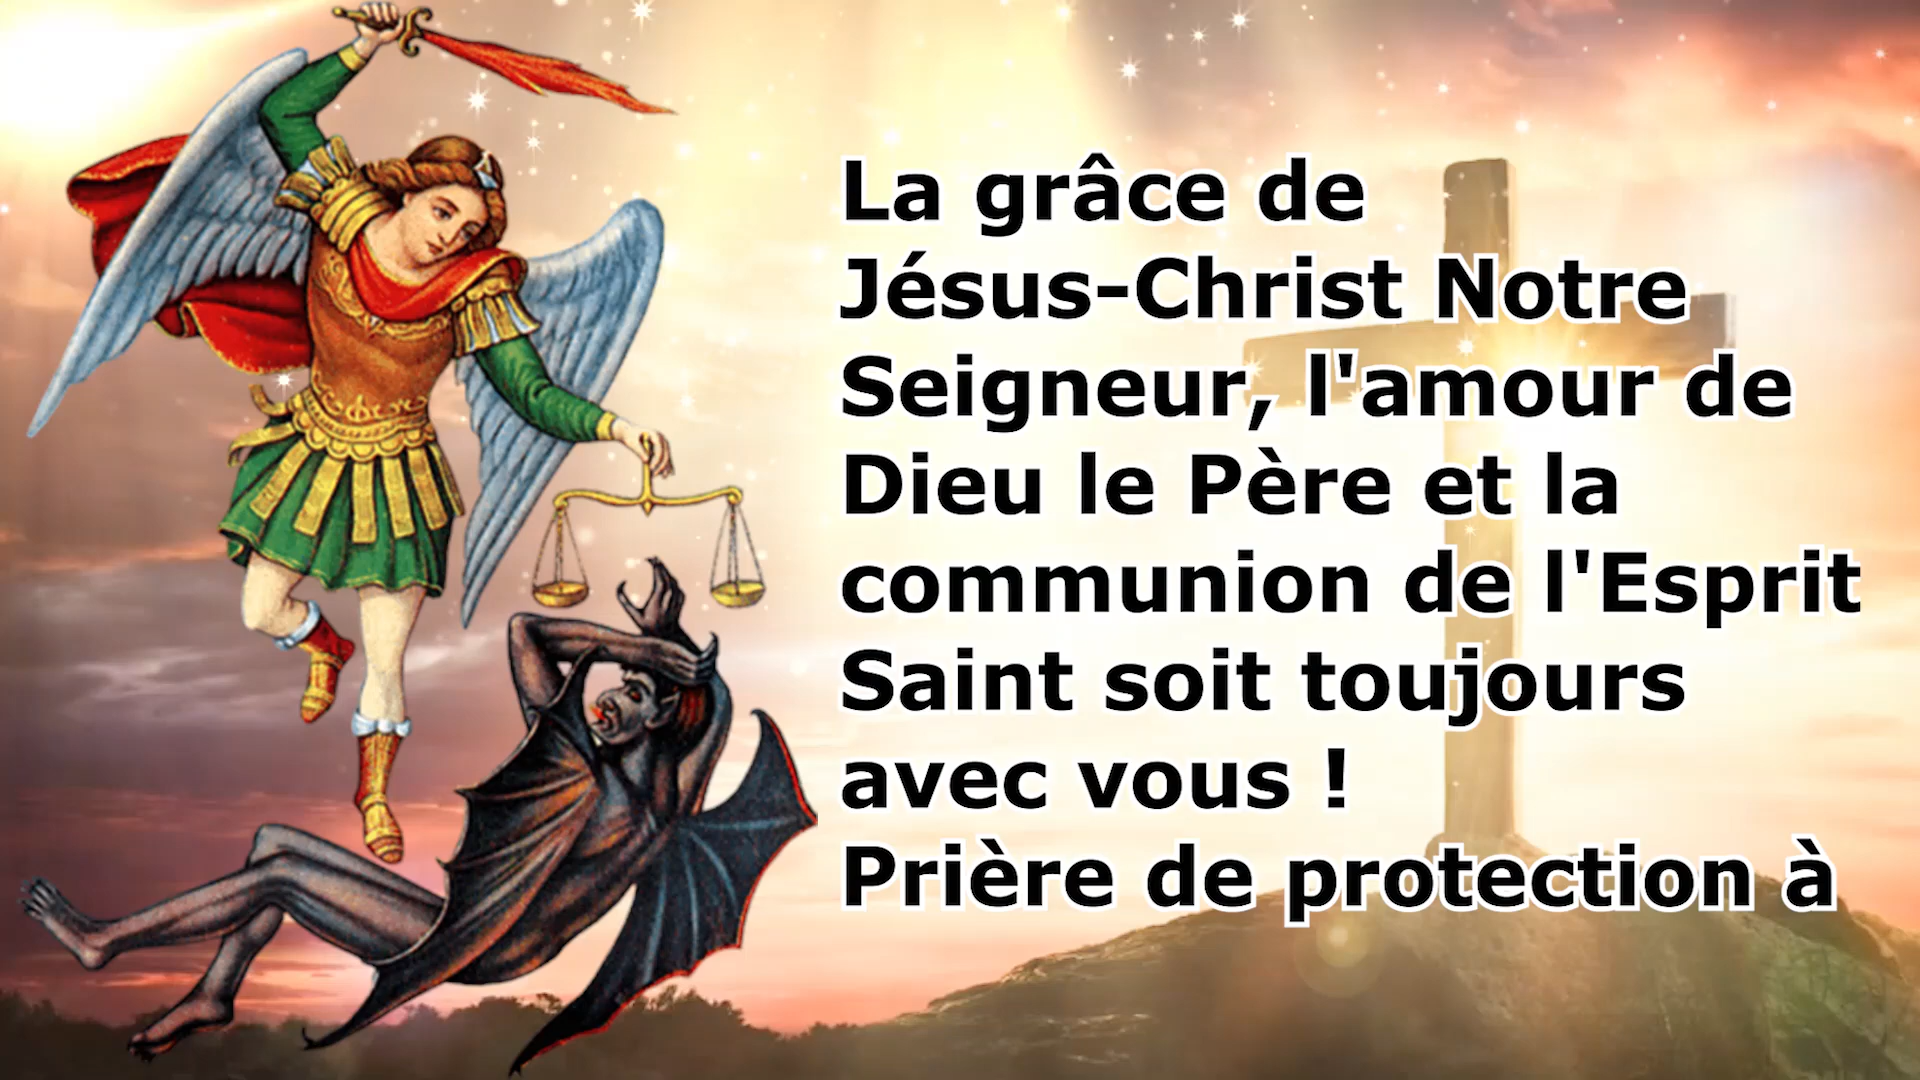 La grâce de
Jésus-Christ Notre
Seigneur, l'amour de
Dieu le Père et la
communion de l'Esprit
Saint soit toujours
avec vous !
Prière de protection à